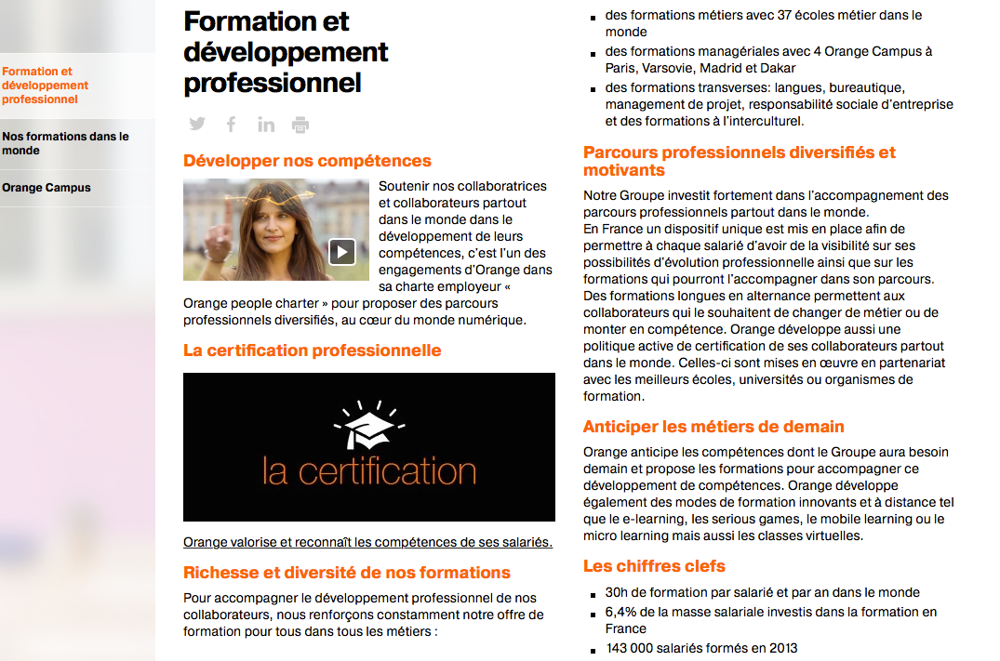 Formation et
développement
professionnel
Nos formations dans le
monde
Orange Campus
Formation et
développement
professionnel
Développer nos compétences
Soutenir nos collaboratrices
et collaborateurs partout
dans le monde dans le
développement de leurs
compétences, c'est l'un des
engagements d'Orange dans
sa charte employeur «
Orange people charter » pour proposer des parcours
professionnels diversifiés, au cœur du monde numérique.
La certification professionnelle
la certification
Orange valorise et reconnaît les compétences de ses salariés.
Richesse et diversité de nos formations
Pour accompagner le développement professionnel de nos
collaborateurs, nous renforçons constamment notre offre de
formation pour tous dans tous les métiers :
des formations métiers avec 37 écoles métier dans le
monde
des formations managériales avec 4 Orange Campus à
Paris, Varsovie, Madrid et Dakar
des formations transverses: langues, bureautique,
management de projet, responsabilité sociale d'entreprise
et des formations à l'interculturel.
Parcours professionnels diversifiés et
motivants
Notre Groupe investit fortement dans l'accompagnement des
parcours professionnels partout dans le monde.
En France un dispositif unique est mis en place afin de
permettre à chaque salarié d'avoir de la visibilité sur ses
possibilités d'évolution professionnelle ainsi que sur les
formations qui pourront l'accompagner dans son parcours.
Des formations longues en alternance permettent aux
collaborateurs qui le souhaitent de changer de métier ou de
monter en compétence. Orange développe aussi une
politique active de certification de ses collaborateurs partout
dans le monde. Celles-ci sont mises en œuvre en partenariat
avec les meilleurs écoles, universités ou organismes de
formation.
Anticiper les métiers de demain
Orange anticipe les compétences dont le Groupe aura besoin
demain et propose les formations pour accompagner ce
développement de compétences. Orange développe
également des modes de formation innovants et à distance tel
que le e-learning, les serious games, le mobile learning ou le
micro learning mais aussi les classes virtuelles.
Les chiffres clefs
30h de formation par salarié et par an dans le monde
6,4% de la masse salariale investis dans la formation en
France
143 000 salariés formés en 2013